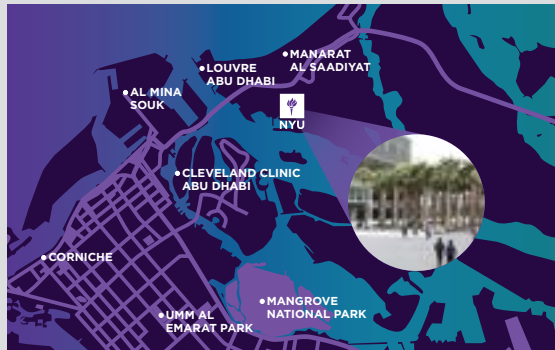 MANARAT
AL SAADIYAT
LOUVRE
ABU DHABI
AL MINA
SOUK
NYU
CLEVELAND CLINIC
ABU DHABI
CORNICHE
MANGROVE
NATIONAL PARK
UMM AL
EMARAT PARK